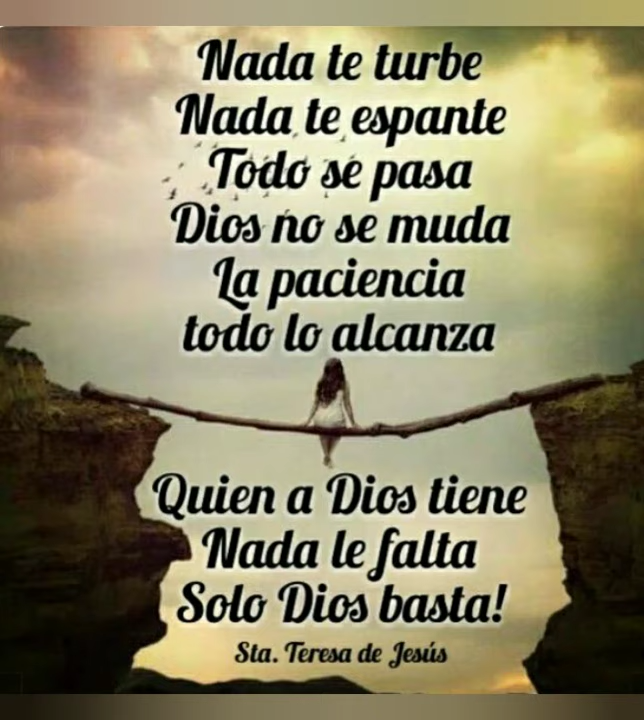 Nada te turbe
Nada te espante
Todo se pasa
Dios no se muda
La paciencia
todo lo alcanza
Quien a Dios tiene
Nada le falta
Solo Dios basta!
Sta. Teresa de Jesús